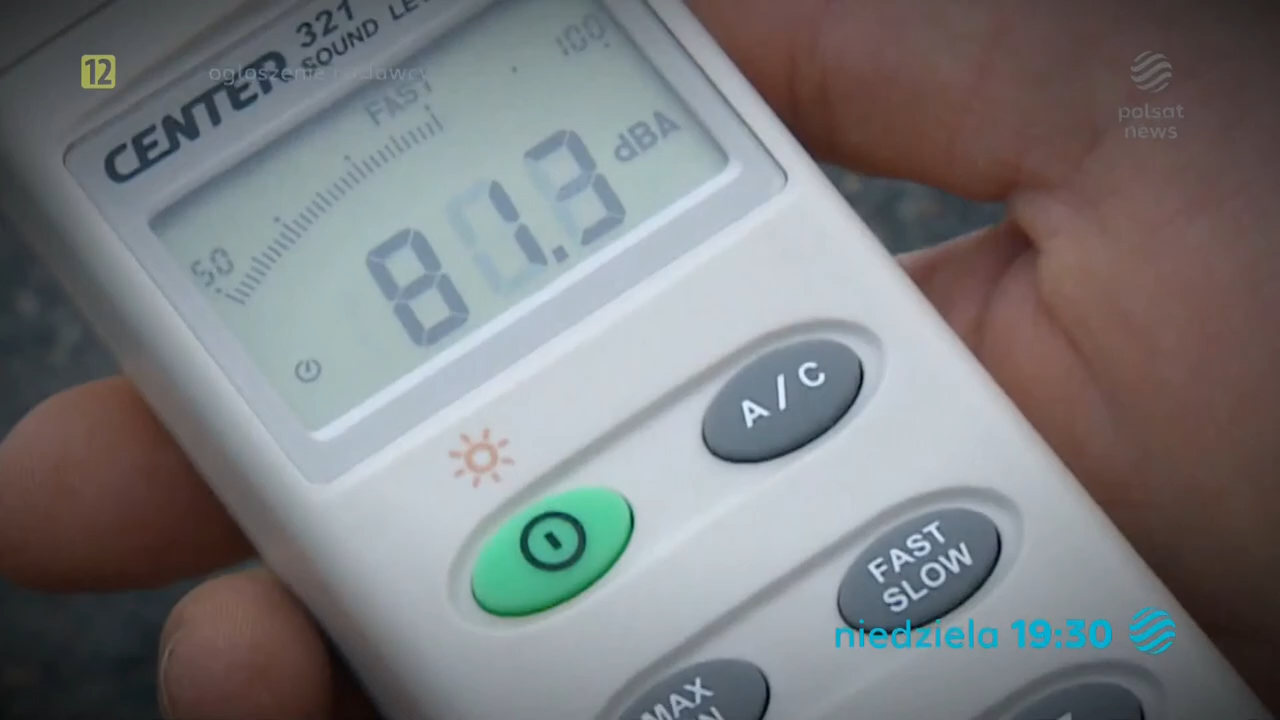 12
ogłoszenie nadawcy
polsat
news
CENTER 321
SOUND
FAST
100
50
81.3
dBA
A / C
FAST
SLOW
MAX
niedziela 19:30